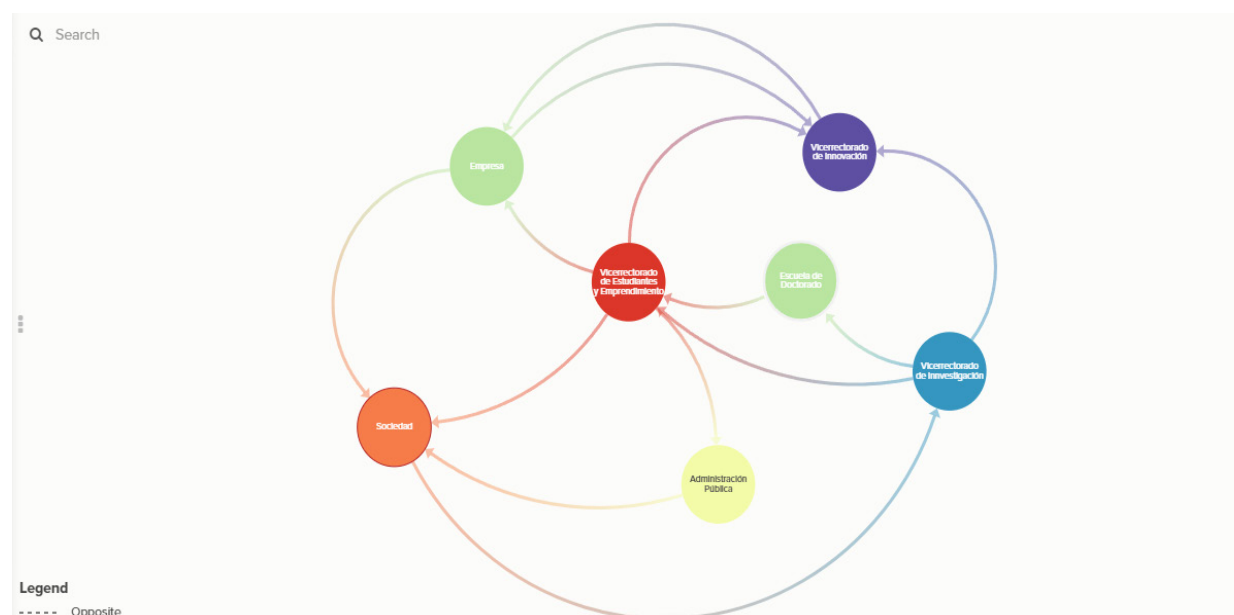 Search
Empresa
Vicerrectorado
de Innovación
Vicerrectorado
de Estudiantes
y Emprendimiento
Escuela de
Doctorado
Vicerrectorado
de Innvestigación
Sociedad
Administración
Pública
Legend
Opposite